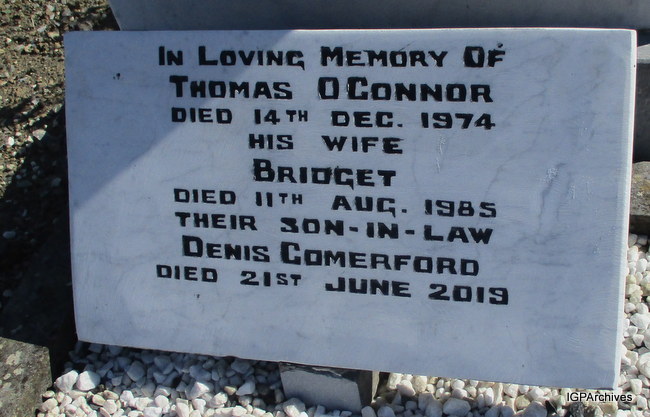 In Loving Memory Of
Thomas O'Connor
died 14th Dec. 1974
his wife
Bridget
died 11th Aug. 1985
their son-in-law
Denis Comerford
died 21st June 2019
IGPArchives